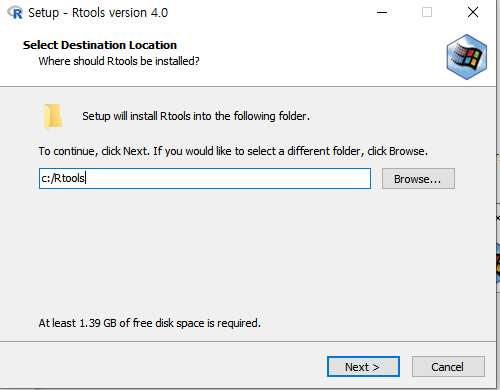 Setup - Rtools version 4.0
Select Destination Location
Where should Rtools be installed?
Setup will install Rtools into the following folder.
To continue, click Next. If you would like to select a different folder, click Browse.
c:/Rtools
Browse...
At least 1.39 GB of free disk space is required.
Next >
Cancel